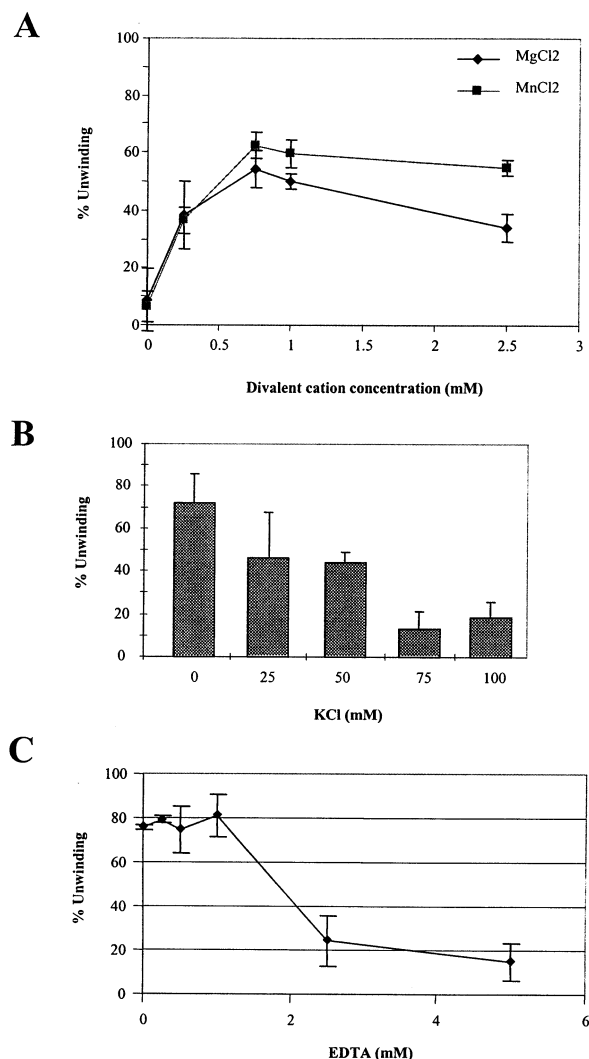 A
100
80
60
40
20
0
% Unwinding
MgCl2
MnCl2
0 0.5 1 1.5 2 2.5 3
Divalent cation concentration (mM)
B
100
80
60
40
20
0
% Unwinding
0 25 50 75 100
KCl (mM)
C
100
80
60
40
20
0
% Unwinding
0 2 4 6
EDTA (mM)